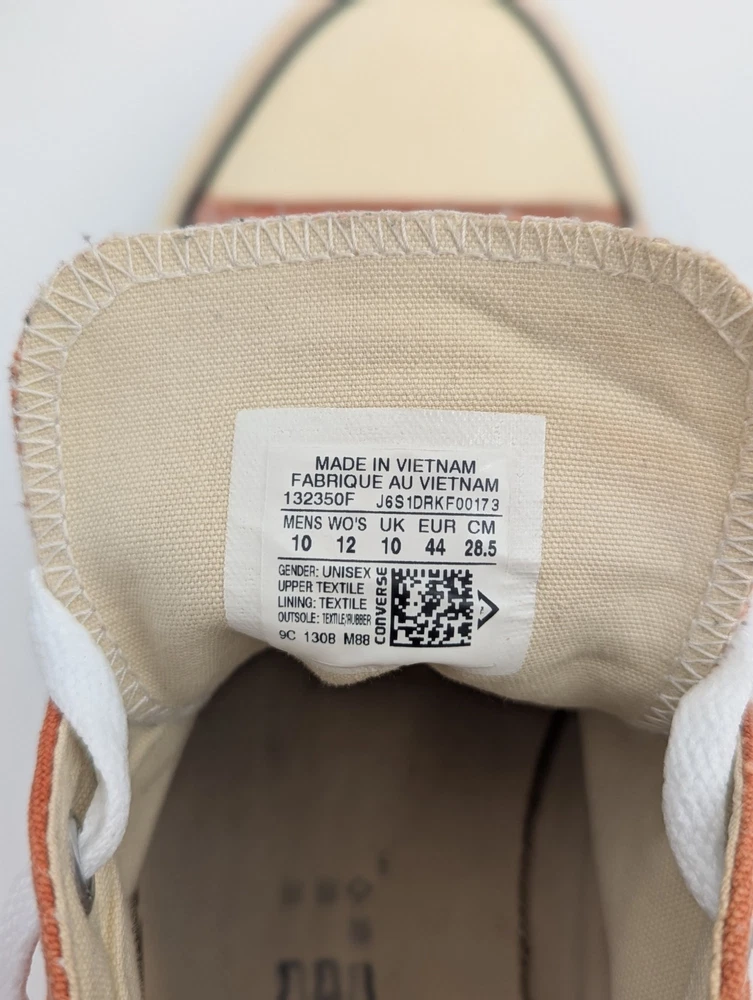 MADE IN VIETNAM
FABRIQUE AU VIETNAM
132350F J6S1DRKF00173
MENS WO'S UK EUR CM
10 12 10 44 28.5
GENDER: UNISEX
UPPER TEXTILE
LINING: TEXTILE
OUTSOLE: TEXTILE/RUBBER
9C 1308 M88
CONVERSE